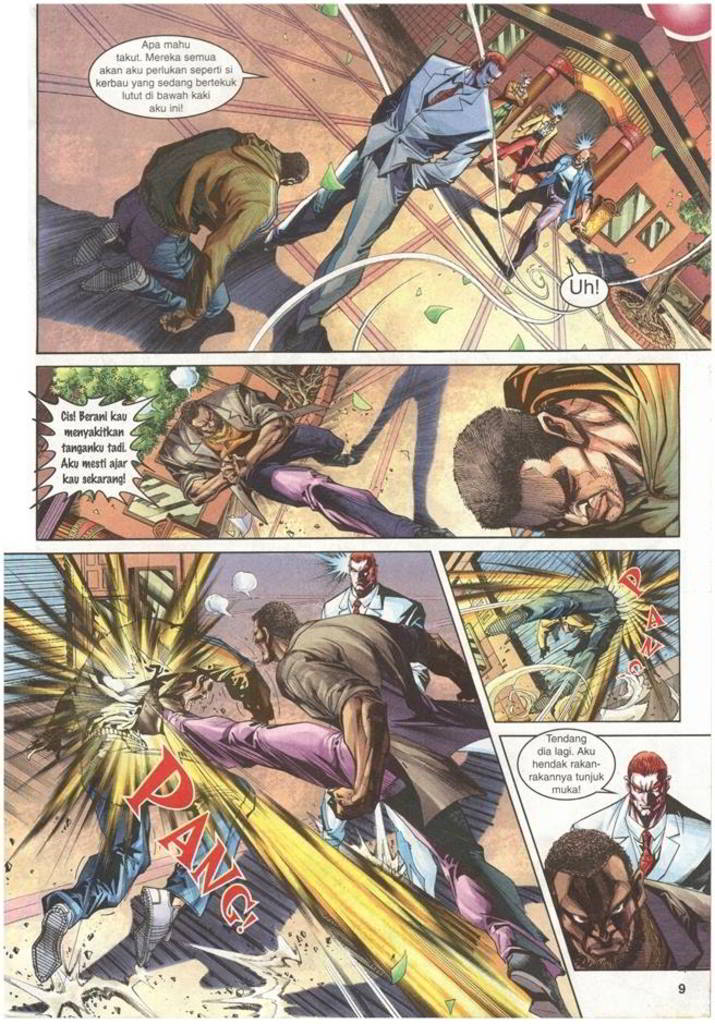 Apa mahu
takut. Mereka semua
akan aku perlukan seperti si
kerbau yang sedang bertekuk
lutut di bawah kaki
aku ini!
Uh!
Cis! Berani kau
menyakitkan
tanganku tadi.
Aku mesti ajar
kau sekarang!
PANG!
PANG
Tendang
dia lagi. Aku
hendak rakan-
rakannya tunjuk
muka!
9